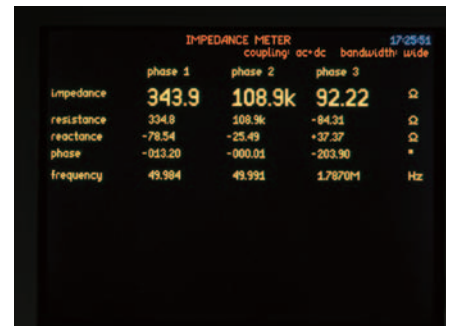 IMPEDANCE METER 17:25:51
coupling: ac+dc bandwidth: wide
phase 1 phase 2 phase 3
impedance 343.9 108.9k 92.22 Ω
resistance 334.8 108.9k -84.31 Ω
reactance -78.54 -25.49 +37.37 Ω
phase -013.20 -000.01 -203.90 °
frequency 49.984 49.991 1.7870M Hz